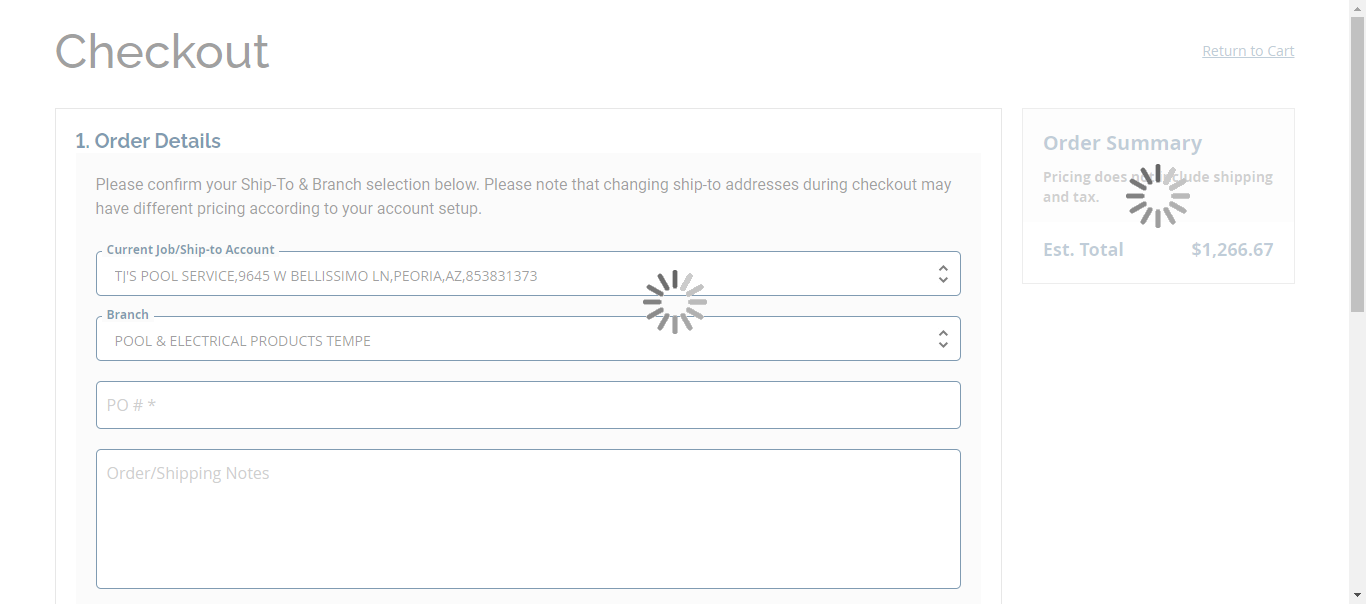 Checkout
Return to Cart
1. Order Details
Please confirm your Ship-To & Branch selection below. Please note that changing ship-to addresses during checkout may
have different pricing according to your account setup.
Current Job/Ship-to Account
TJ'S POOL SERVICE,9645 W BELLISSIMO LN,PEORIA,AZ,853831373
Branch
POOL & ELECTRICAL PRODUCTS TEMPE
PO # *
Order/Shipping Notes
Order Summary
Pricing does not include shipping
and tax.
Est. Total $1,266.67